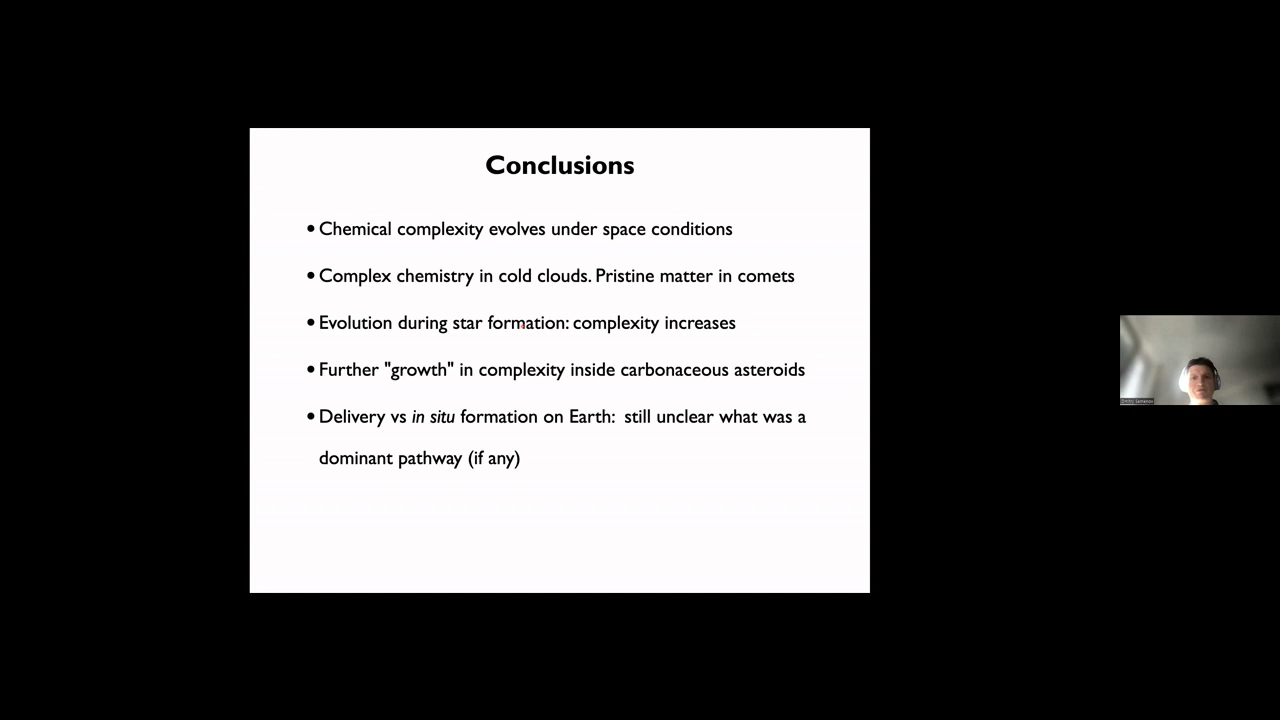 Conclusions
• Chemical complexity evolves under space conditions
• Complex chemistry in cold clouds. Pristine matter in comets
• Evolution during star formation: complexity increases
• Further "growth" in complexity inside carbonaceous asteroids
• Delivery vs in situ formation on Earth: still unclear what was a
dominant pathway (if any)
Dmitry Semenov